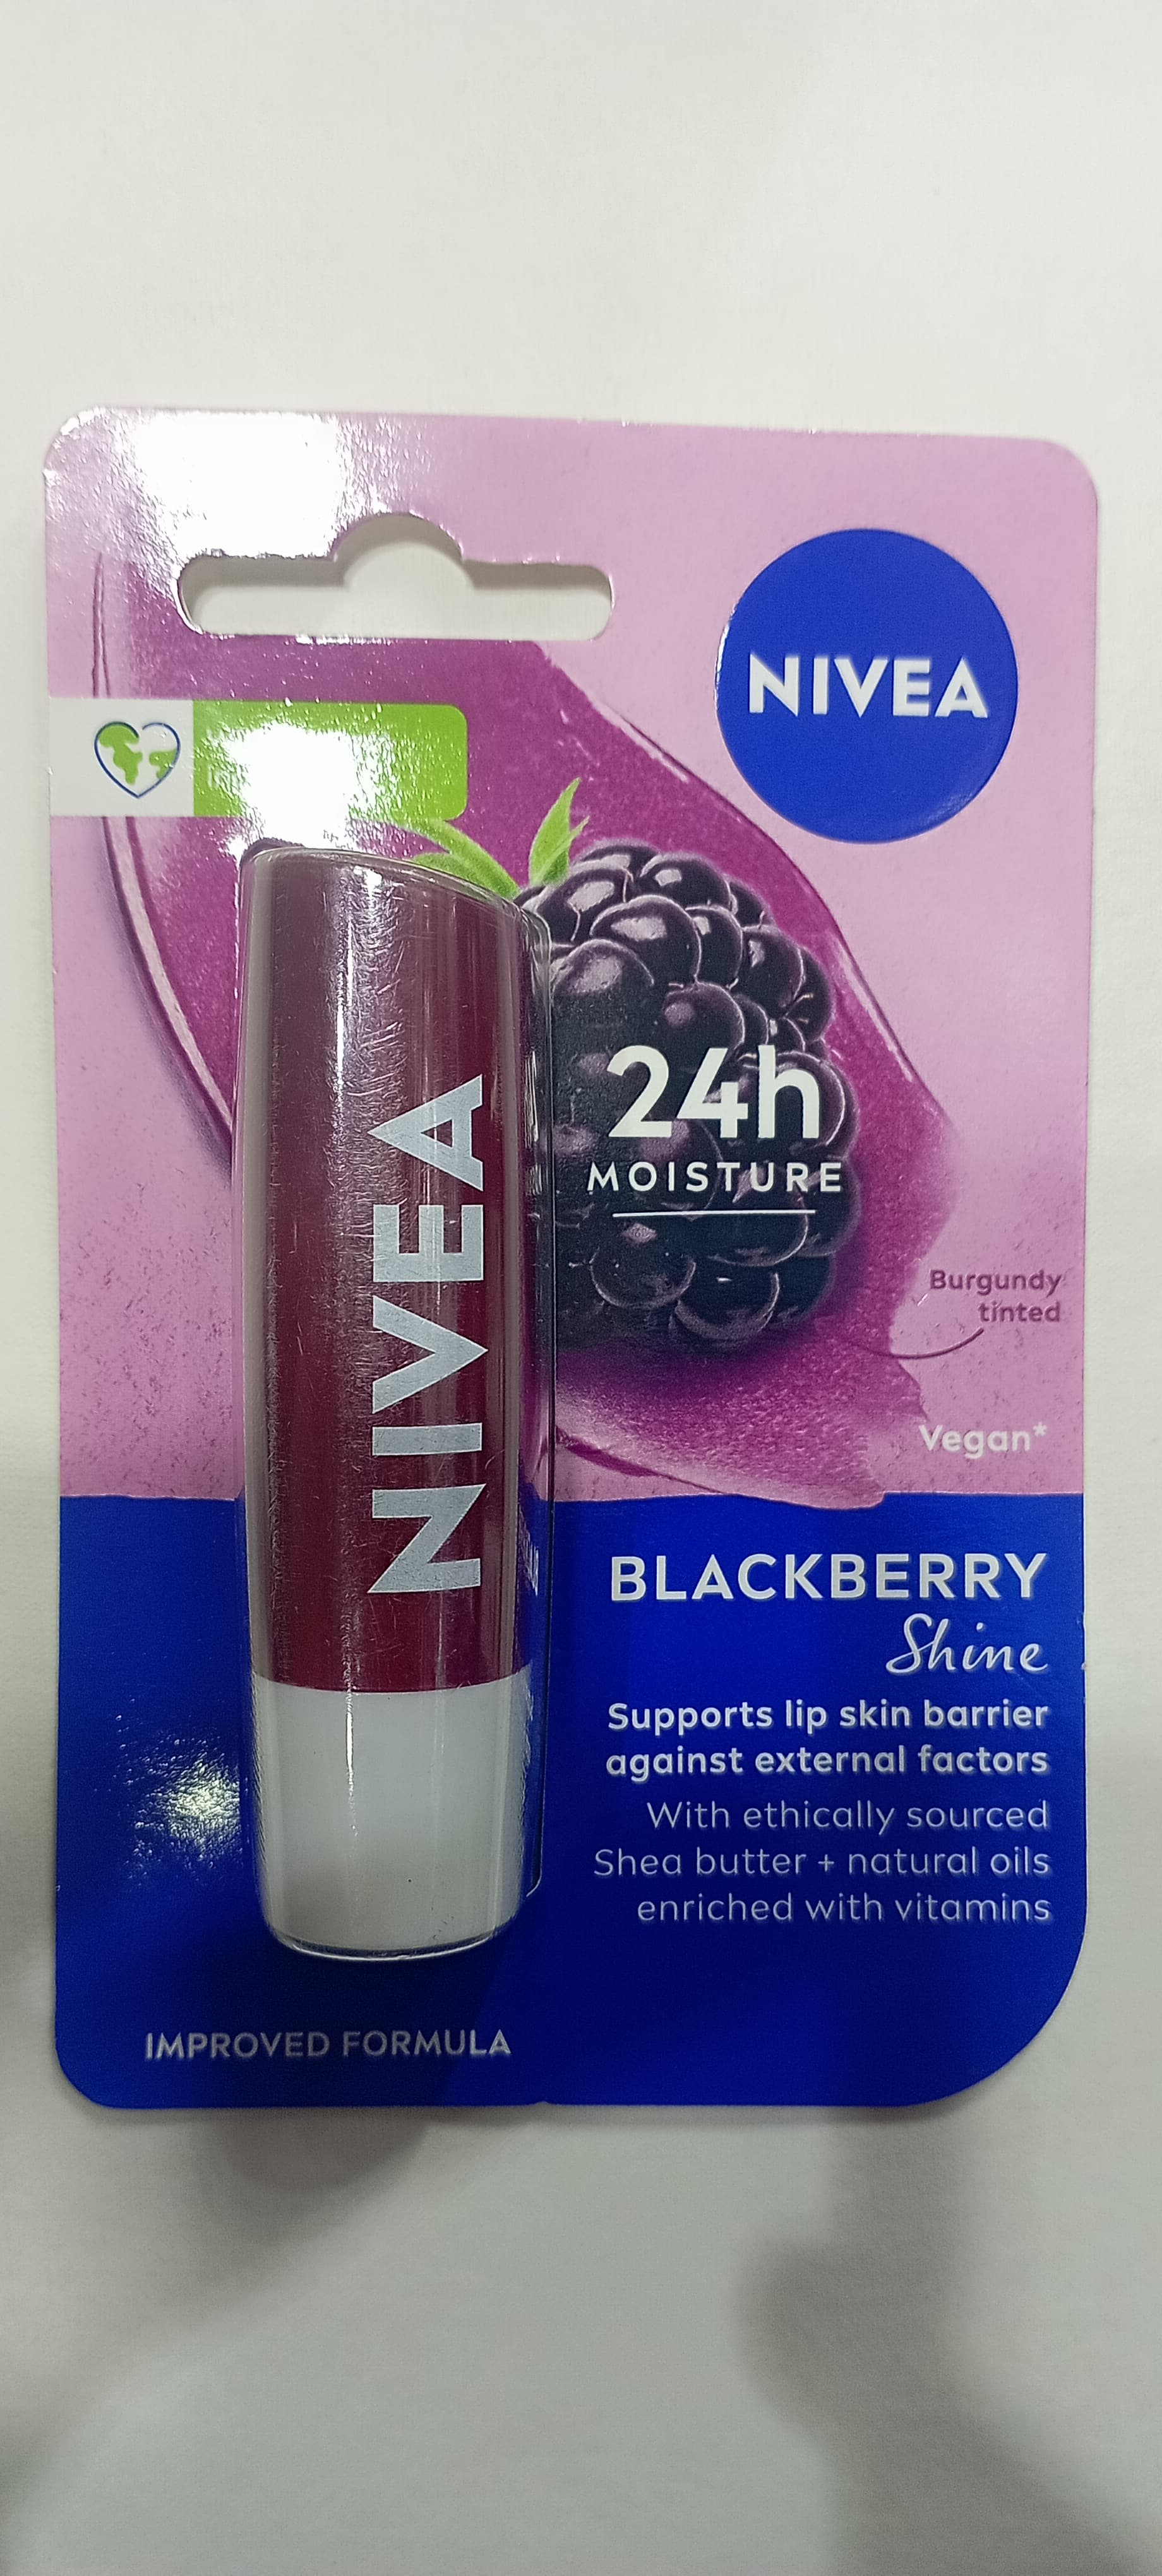 NIVEA
NIVEA
24h
MOISTURE
Burgundy
tinted
Vegan*
BLACKBERRY
Shine
Supports lip skin barrier
against external factors
With ethically sourced
Shea butter + natural oils
enriched with vitamins
IMPROVED FORMULA